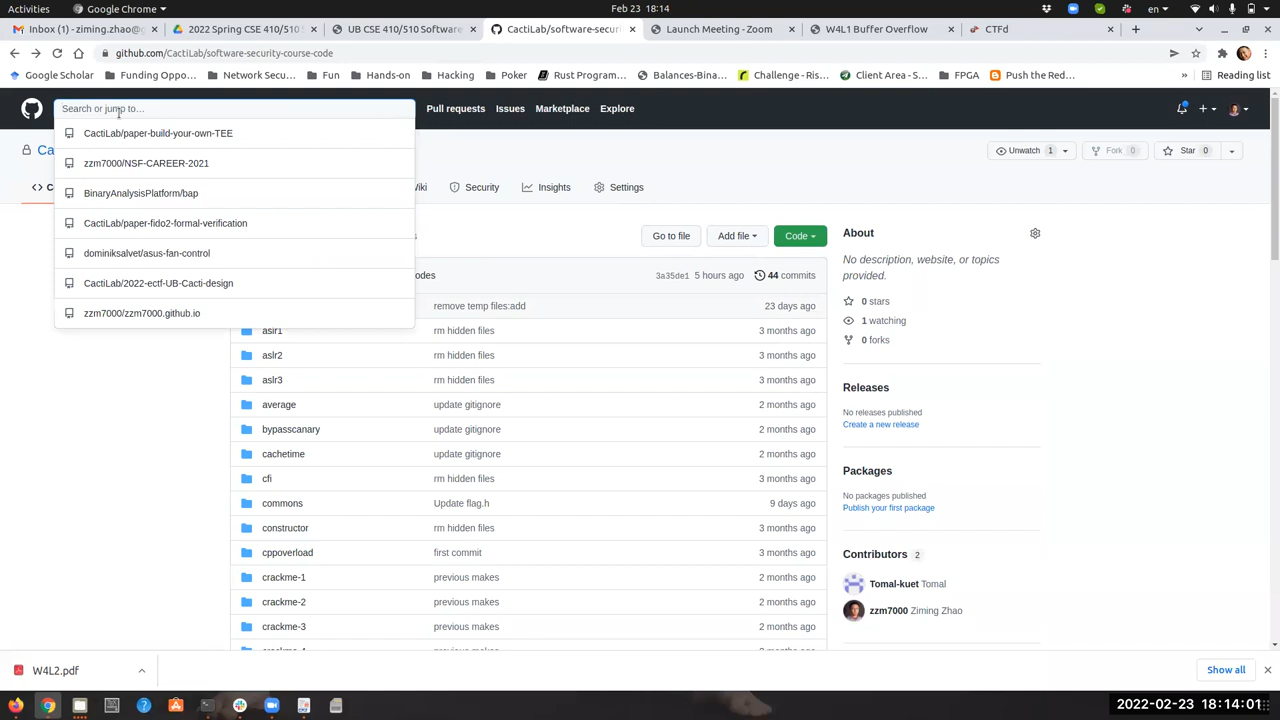 Activities
Feb 23 18:14
en
Inbox (1) - ziming.zhao@g
2022 Spring CSE 410/510 S
UB CSE 410/510 Software
CactiLab/software-securi
Launch Meeting - Zoom
W4L1 Buffer Overflow
CTFd
github.com/CactiLab/software-security-course-code
Google Scholar
Funding Oppo...
Network Secu...
Fun
Hands-on
Hacking
Poker
Rust Program...
Balances-Bina...
Challenge - Ris...
Client Area - S...
FPGA
Push the Red...
»
Reading list
Search or jump to...
Pull requests
Issues
Marketplace
Explore
CactiLab/paper-build-your-own-TEE
zzm7000/NSF-CAREER-2021
BinaryAnalysisPlatform/bap
CactiLab/paper-fido2-formal-verification
dominiksalvet/asus-fan-control
CactiLab/2022-ectf-UB-Cacti-design
zzm7000/zzm7000.github.io
Ca
Unwatch 1
Fork 0
Star 0
<> C
iki
Security
Insights
Settings
s
Go to file
Add file
Code
odes
3a35de1 5 hours ago
44 commits
remove temp files:add
23 days ago
aslr1
rm hidden files
3 months ago
aslr2
rm hidden files
3 months ago
aslr3
rm hidden files
3 months ago
average
update gitignore
2 months ago
bypasscanary
update gitignore
2 months ago
cachetime
update gitignore
2 months ago
cfi
rm hidden files
3 months ago
commons
Update flag.h
9 days ago
constructor
rm hidden files
3 months ago
cppoverload
first commit
3 months ago
crackme-1
previous makes
2 months ago
crackme-2
previous makes
2 months ago
crackme-3
previous makes
2 months ago
About
No description, website, or topics
provided.
0 stars
1 watching
0 forks
Releases
No releases published
Create a new release
Packages
No packages published
Publish your first package
Contributors 2
Tomal-kuet Tomal
zzm7000 Ziming Zhao
W4L2.pdf
Show all
2022-02-23 18:14:01